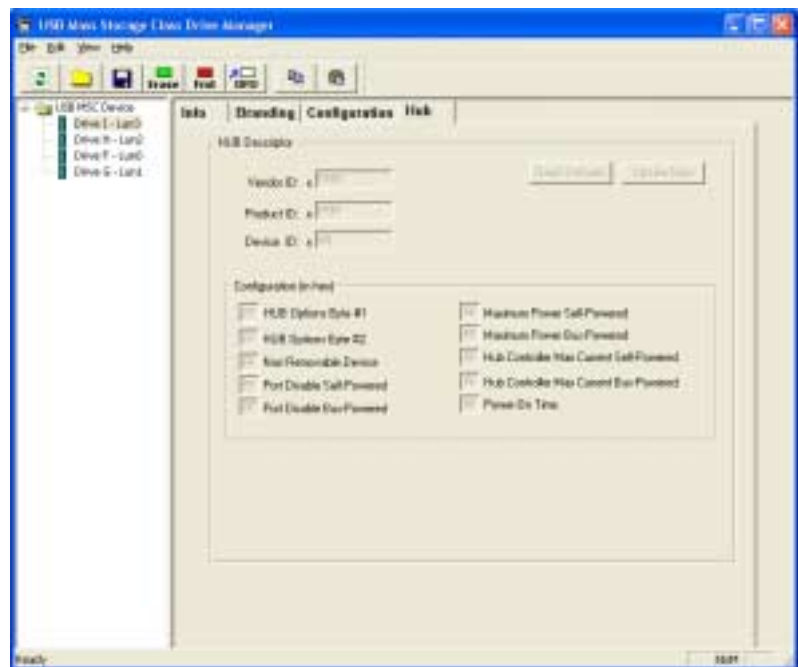 USB Mass Storage Class Drive Manager
File Edit View Help
Erase Fmt DFU
USB MSC Device
Drive I - Lun3
Drive H - Lun2
Drive F - Lun0
Drive G - Lun1
Info Branding Configuration Hub
HUB Descriptor
Vendor ID: x
Product ID: x
Device ID: x
Configuration (in hex)
HUB Options Byte #1
HUB Options Byte #2
Non Removable Device
Port Disable Self-Powered
Port Disable Bus-Powered
Maximum Power Self-Powered
Maximum Power Bus-Powered
Hub Controller Max Current Self-Powered
Hub Controller Max Current Bus-Powered
Power On Time
Ready
NUM